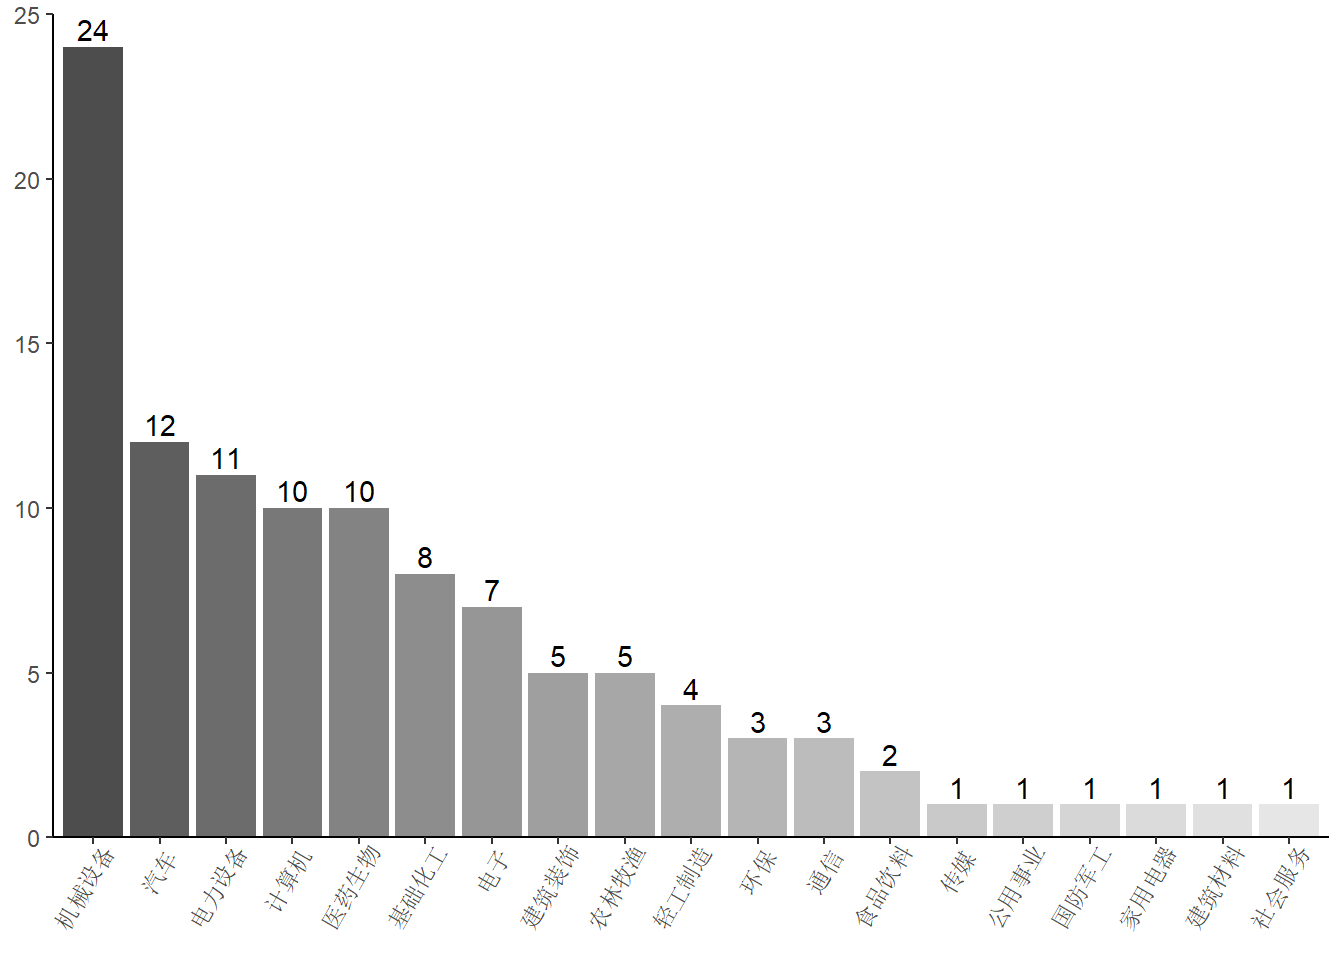 25
20
15
10
5
0
24
12
11
10
10
8
7
5
5
4
3
3
2
1
1
1
1
1
1
机械设备
汽车
电力设备
计算机
医药生物
基础化工
电子
建筑装饰
农林牧渔
轻工制造
环保
通信
食品饮料
传媒
公用事业
国防军工
家用电器
建筑材料
社会服务